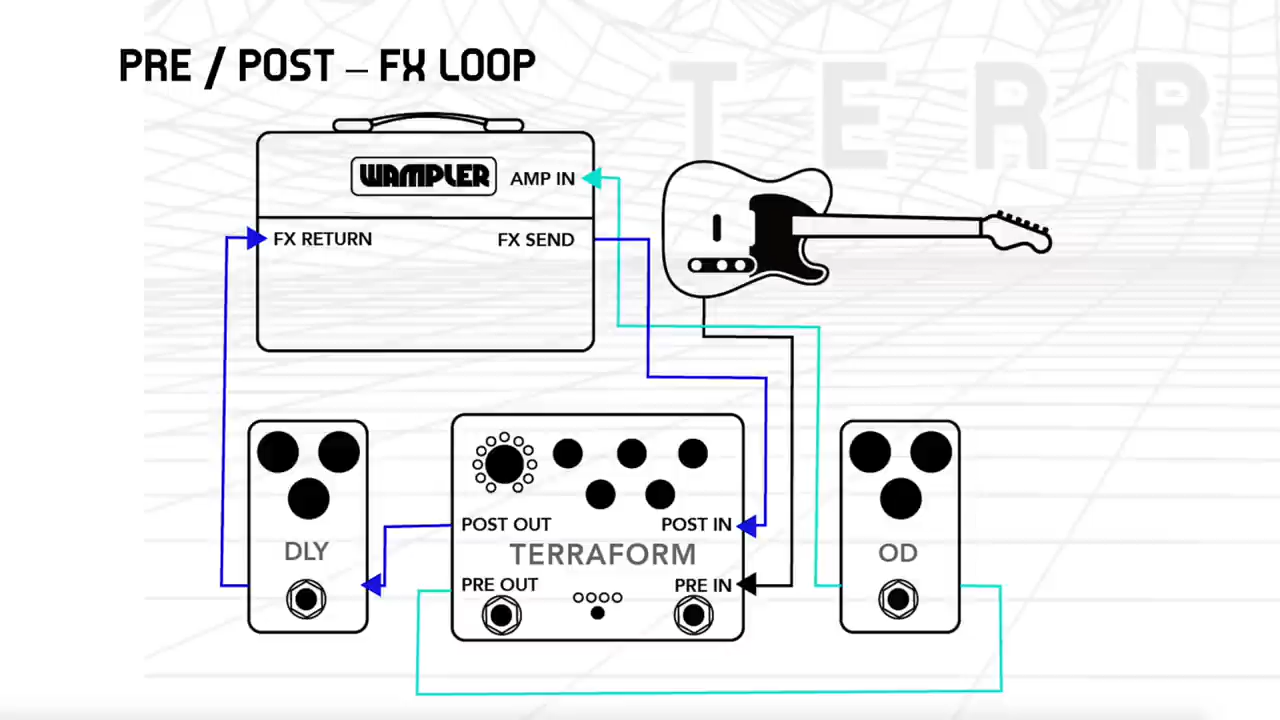 PRE / POST – FX LOOP
T E R R
WAMPLER
AMP IN
FX RETURN
FX SEND
POST OUT
POST IN
DLY
TERRAFORM
OD
PRE OUT
PRE IN